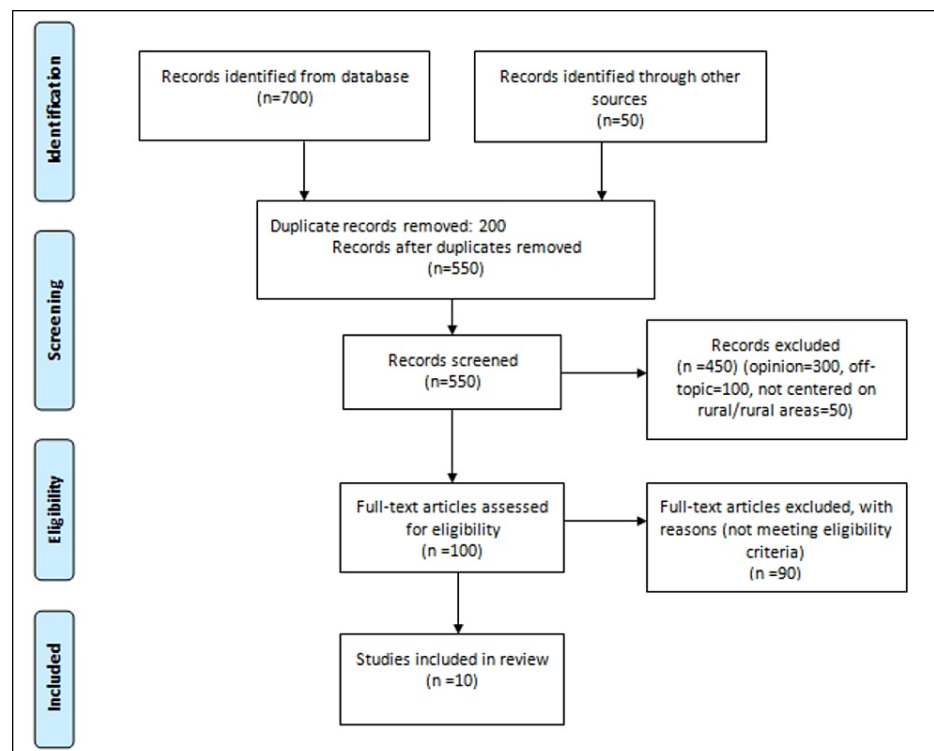 Identification
Records identified from database
(n=700)
Records identified through other
sources
(n=50)
Duplicate records removed: 200
Records after duplicates removed
(n=550)
Screening
Records screened
(n=550)
Records excluded
(n =450) (opinion=300, off-
topic=100, not centered on
rural/rural areas=50)
Eligibility
Full-text articles assessed
for eligibility
(n =100)
Full-text articles excluded, with
reasons (not meeting eligibility
criteria)
(n =90)
Included
Studies included in review
(n =10)